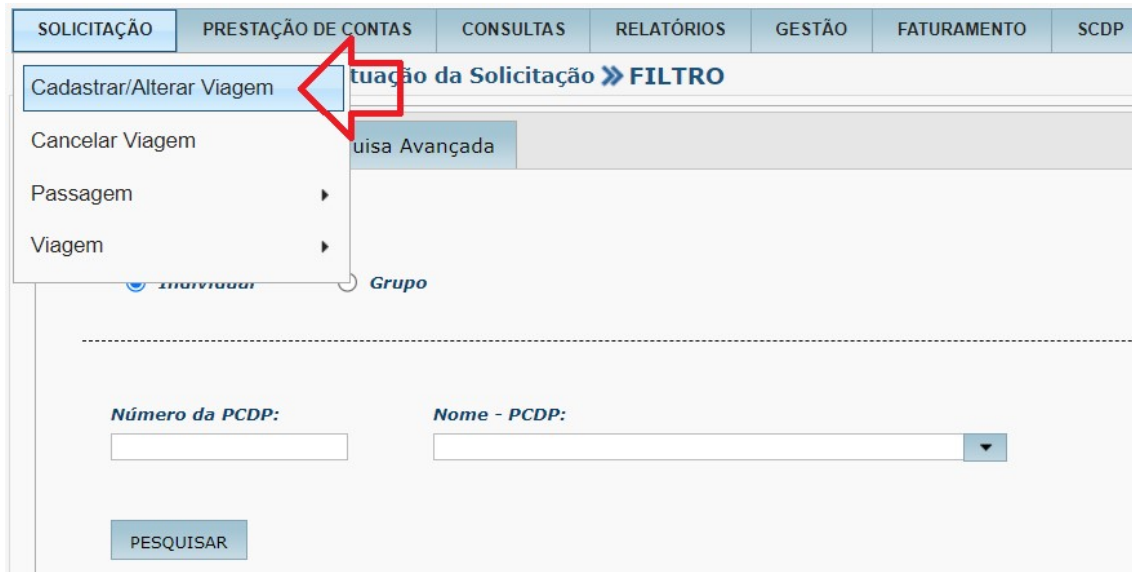 SOLICITAÇÃO PRESTAÇÃO DE CONTAS CONSULTAS RELATÓRIOS GESTÃO FATURAMENTO SCDP
tuação da Solicitação » FILTRO
Cadastrar/Alterar Viagem
Cancelar Viagem
uisa Avançada
Passagem
Viagem
Individual Grupo
Número da PCDP: Nome - PCDP:
PESQUISAR